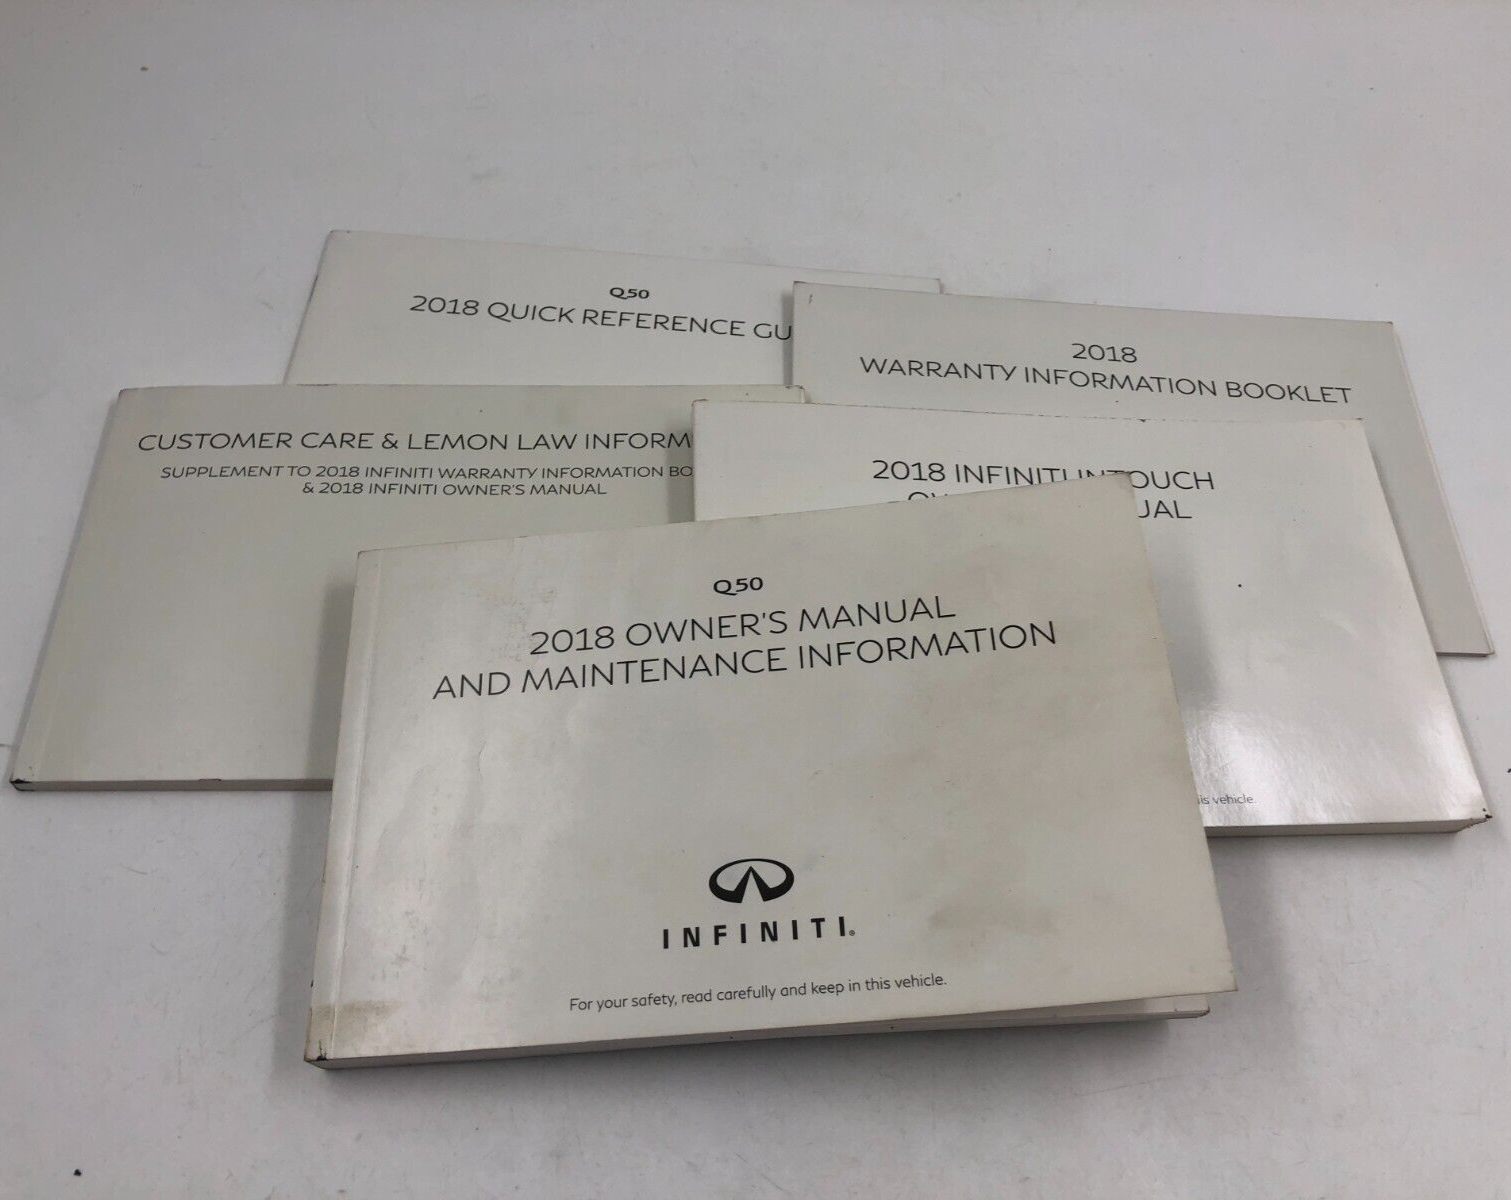 Q50
2018 QUICK REFERENCE GU
2018
WARRANTY INFORMATION BOOKLET
CUSTOMER CARE & LEMON LAW INFORM
SUPPLEMENT TO 2018 INFINITI WARRANTY INFORMATION BO
& 2018 INFINITI OWNER'S MANUAL
2018 INFINITI INTOUCH
UAL
vehicle.
Q50
2018 OWNER'S MANUAL
AND MAINTENANCE INFORMATION
INFINITI®
For your safety, read carefully and keep in this vehicle.